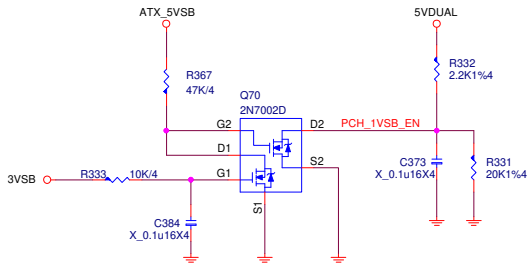 ATX_5VSB
5VDUAL
R367
47K/4
R332
2.2K1%4
Q70
2N7002D
G2
D2
PCH_1VSB_EN
D1
S2
3VSB
R333
10K/4
G1
S1
C373
X_0.1u16X4
R331
20K1%4
C384
X_0.1u16X4